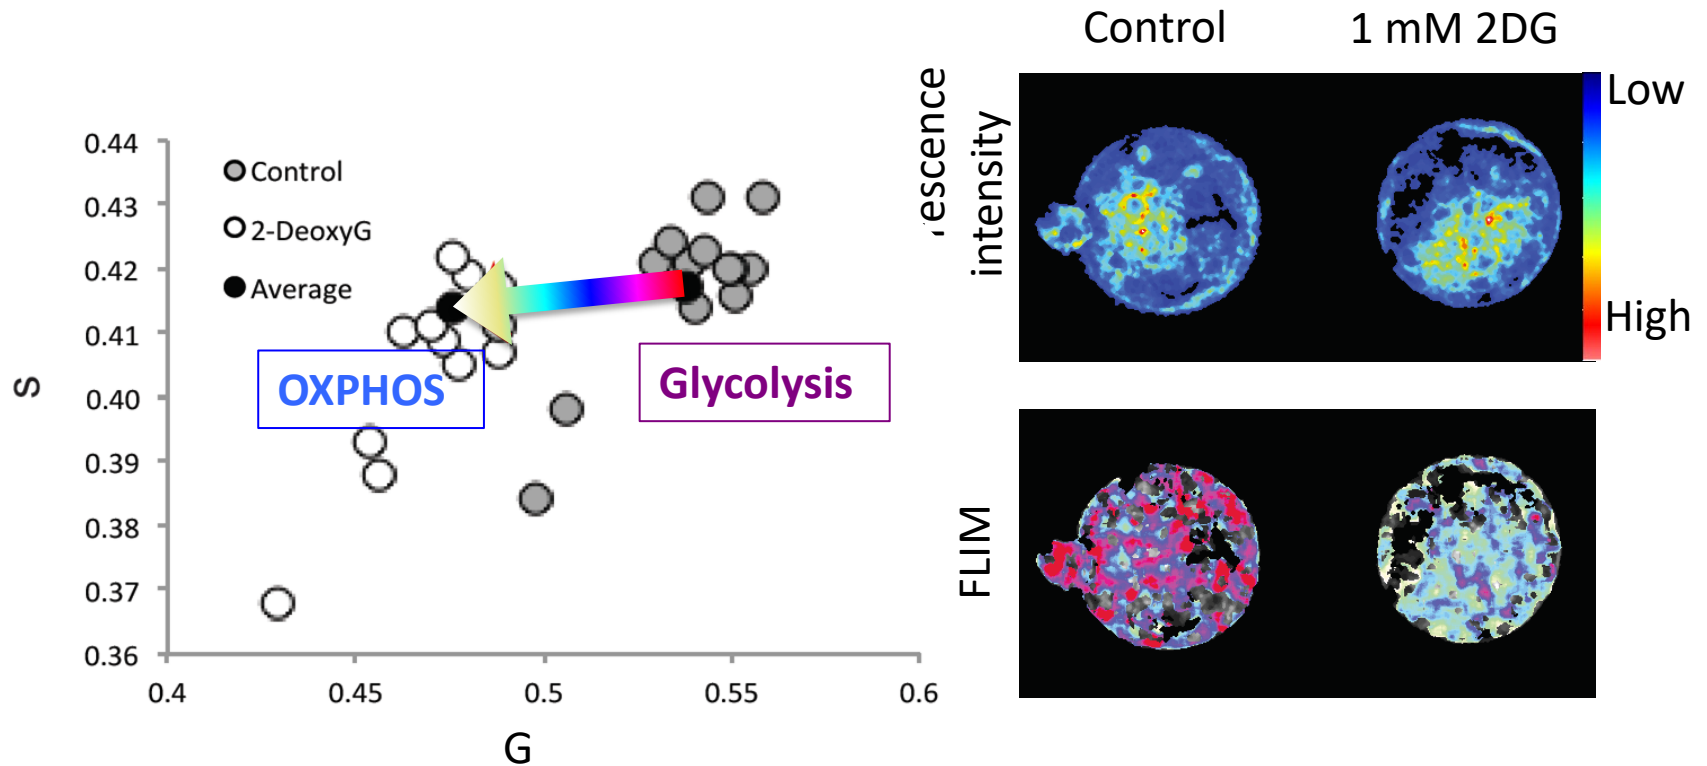 Control
1 mM 2DG
intensity
Low
High
0.44
0.43
0.42
0.41
0.40
0.39
0.38
0.37
0.36
S
Control
2-DeoxyG
Average
OXPHOS
Glycolysis
FLIM
0.4
0.45
0.5
0.55
0.6
G